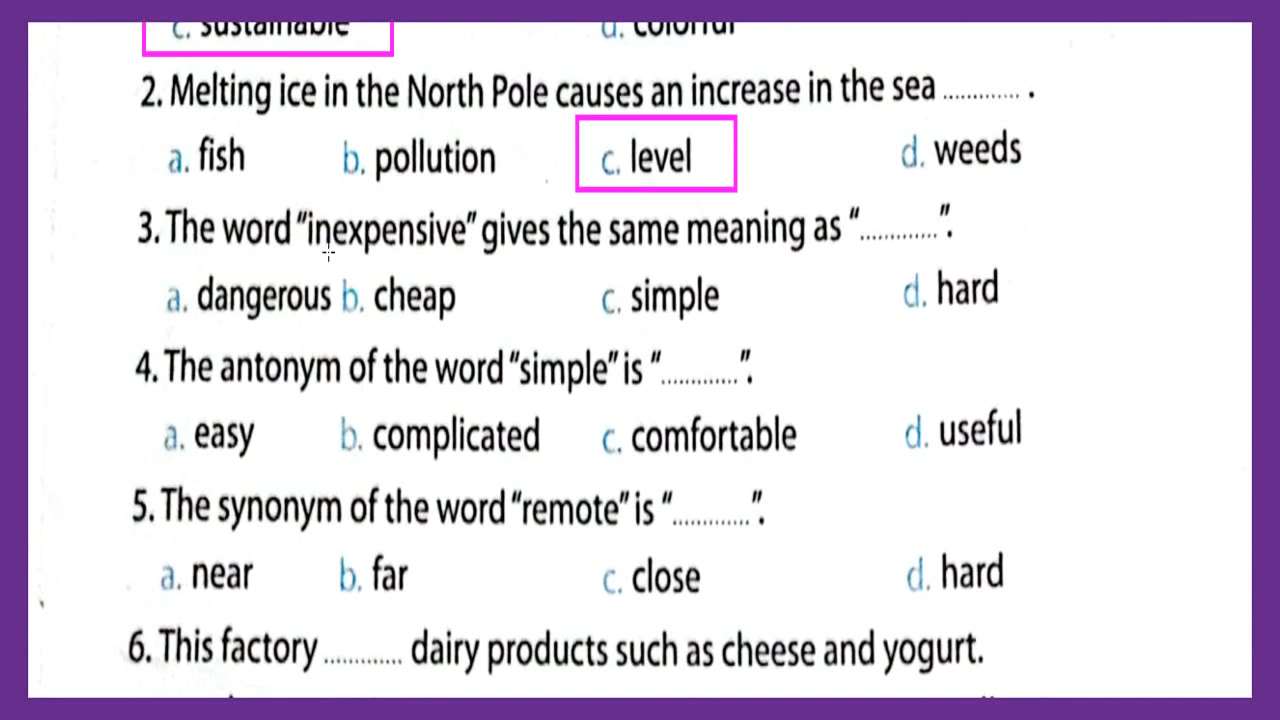 c. sustainable d. colorful
2. Melting ice in the North Pole causes an increase in the sea ............. .
a. fish b. pollution c. level d. weeds
3. The word "inexpensive" gives the same meaning as ".............".
a. dangerous b. cheap c. simple d. hard
4. The antonym of the word "simple" is ".............".
a. easy b. complicated c. comfortable d. useful
5. The synonym of the word "remote" is ".............".
a. near b. far c. close d. hard
6. This factory ............. dairy products such as cheese and yogurt.